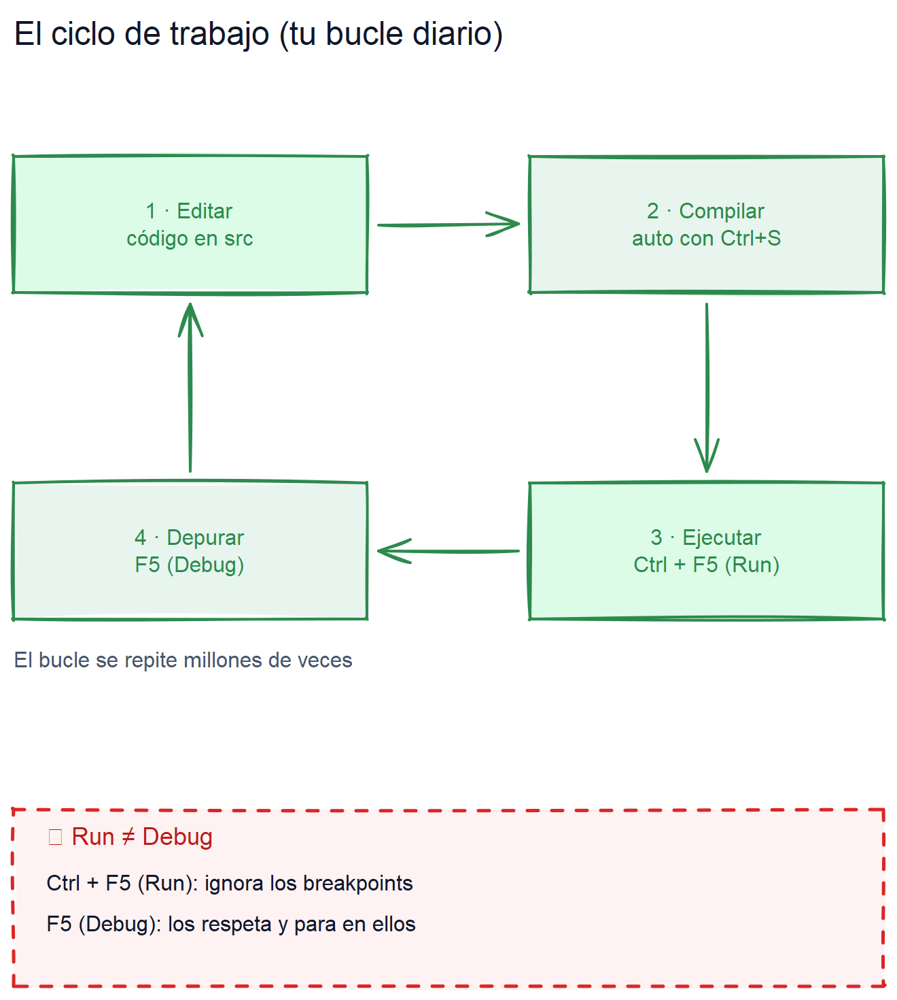 El ciclo de trabajo (tu bucle diario)
1 · Editar
código en src
2 · Compilar
auto con Ctrl+S
3 · Ejecutar
Ctrl + F5 (Run)
4 · Depurar
F5 (Debug)
El bucle se repite millones de veces
Run ≠ Debug
Ctrl + F5 (Run): ignora los breakpoints
F5 (Debug): los respeta y para en ellos